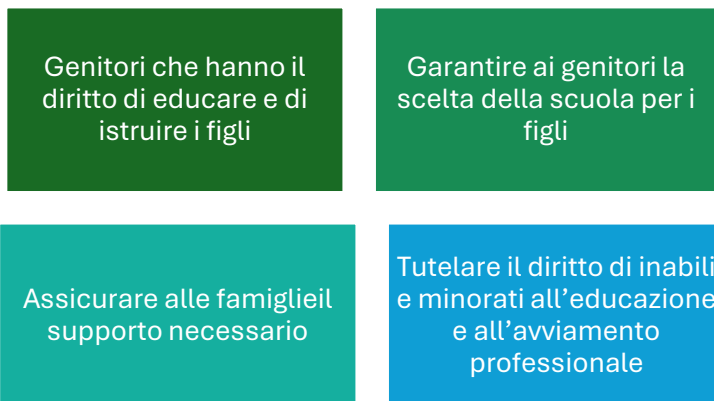 Genitori che hanno il
diritto di educare e di
istruire i figli
Garantire ai genitori la
scelta della scuola per i
figli
Assicurare alle famiglieil
supporto necessario
Tutelare il diritto di inabili
e minorati all’educazione
e all’avviamento
professionale